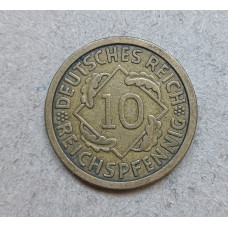 DEUTSCHES REICH
10
REICHSPFENNIG